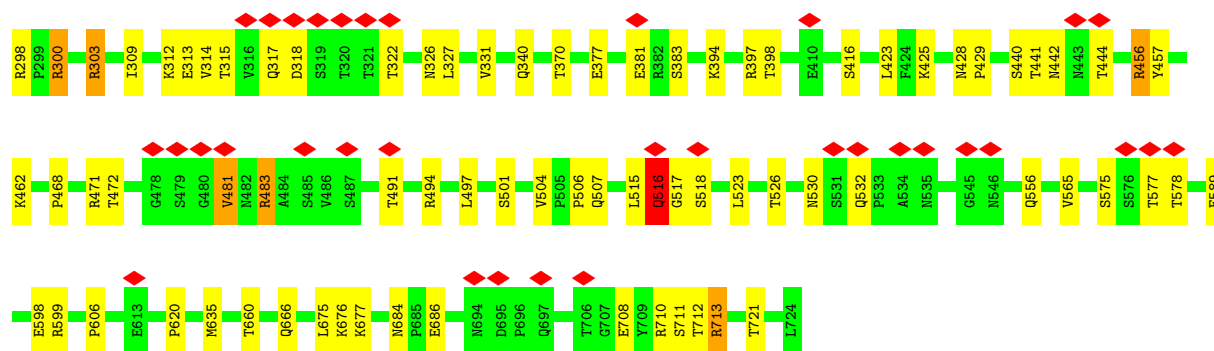 R298 P299 R300 R303 I309 K312 E313 V314 T315 V316 Q317 D318 S319 T320 T321 T322 N326 L327 V331 Q340 T370 E377 E381 R382 S383 K394 R397 T398 E410 S416 L423 F424 K425 N428 P429 S440 T441 N442 N443 T444 R456 Y457
K462 P468 R471 T472 G478 S479 G480 V481 N482 R483 A484 S485 V486 S487 T491 R494 L497 S501 V504 P505 P506 Q507 L515 Q516 G517 S518 L523 T526 N530 S531 Q532 P533 A534 N535 G545 N546 Q556 V565 S575 S576 T577 T578
E598 R599 P606 E613 P620 M635 T660 Q666 L675 K676 K677 N684 P685 E686 N694 D695 P696 Q697 T706 G707 E708 Y709 R710 S711 T712 R713 T721 L724